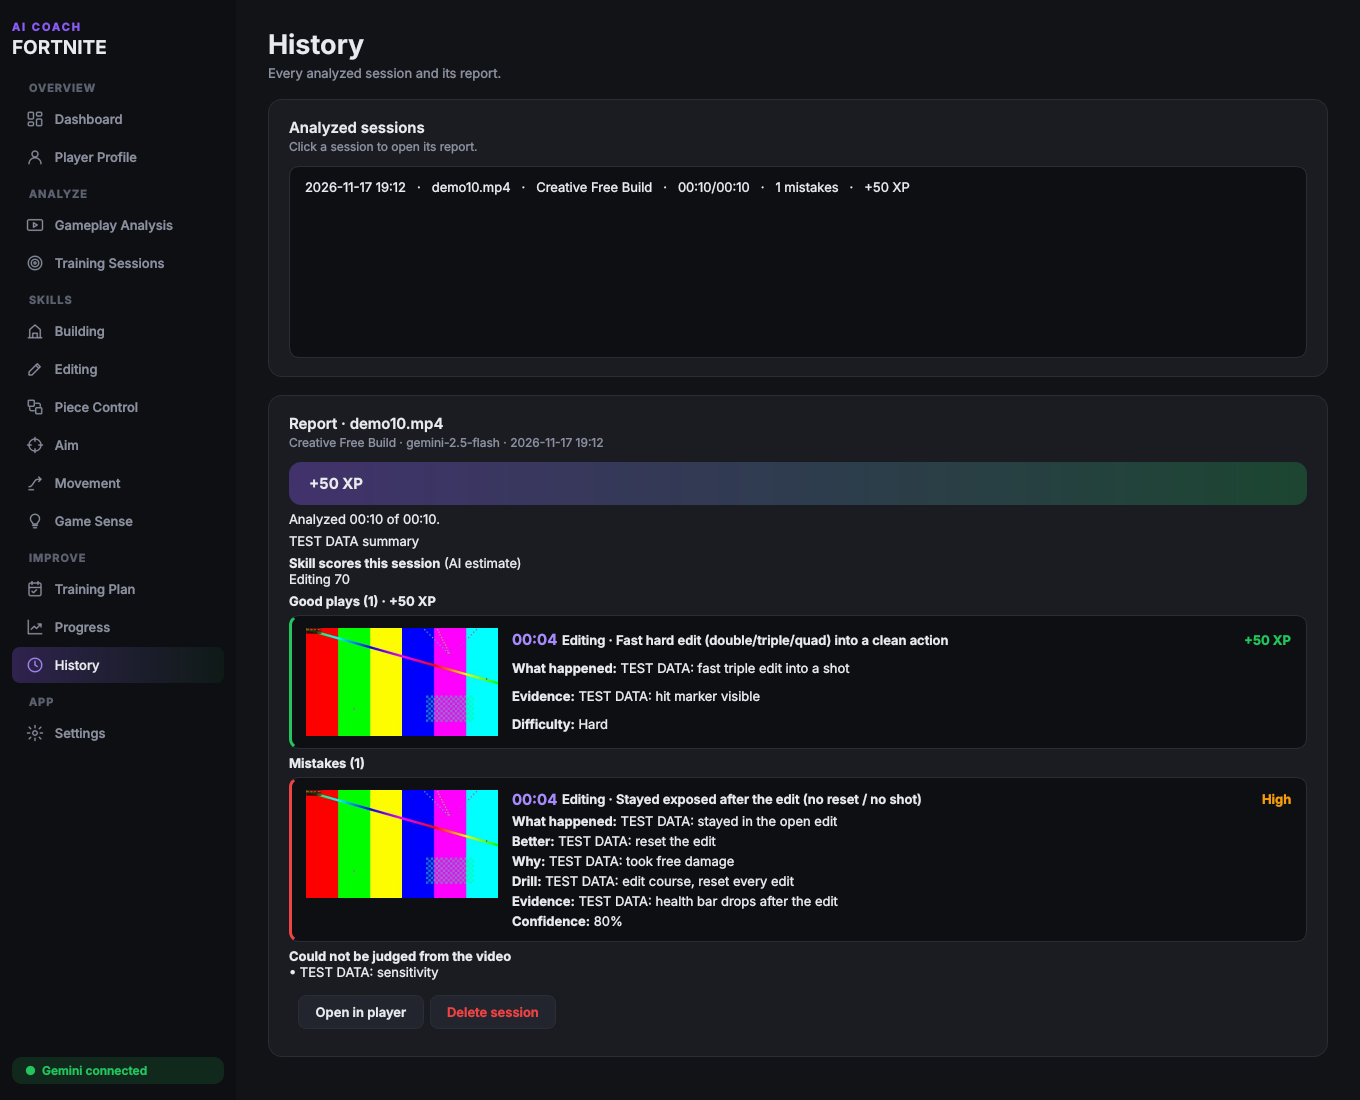 AI COACH
FORTNITE
OVERVIEW
Dashboard
Player Profile
ANALYZE
Gameplay Analysis
Training Sessions
SKILLS
Building
Editing
Piece Control
Aim
Movement
Game Sense
IMPROVE
Training Plan
Progress
History
APP
Settings
Gemini connected
History
Every analyzed session and its report.
Analyzed sessions
Click a session to open its report.
2026-11-17 19:12 · demo10.mp4 · Creative Free Build · 00:10/00:10 · 1 mistakes · +50 XP
Report · demo10.mp4
Creative Free Build · gemini-2.5-flash · 2026-11-17 19:12
+50 XP
Analyzed 00:10 of 00:10.
TEST DATA summary
Skill scores this session (AI estimate)
Editing 70
Good plays (1) · +50 XP
00:04 Editing · Fast hard edit (double/triple/quad) into a clean action +50 XP
What happened: TEST DATA: fast triple edit into a shot
Evidence: TEST DATA: hit marker visible
Difficulty: Hard
Mistakes (1)
00:04 Editing · Stayed exposed after the edit (no reset / no shot) High
What happened: TEST DATA: stayed in the open edit
Better: TEST DATA: reset the edit
Why: TEST DATA: took free damage
Drill: TEST DATA: edit course, reset every edit
Evidence: TEST DATA: health bar drops after the edit
Confidence: 80%
Could not be judged from the video
• TEST DATA: sensitivity
Open in player Delete session